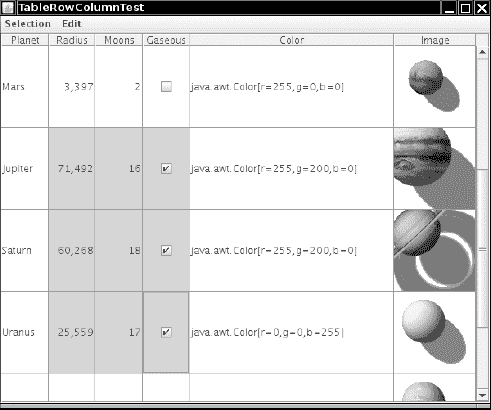 TableRowColumnTest
Selection Edit
Planet Radius Moons Gaseous Color Image
Mars 3,397 2 java.awt.Color[r=255,g=0,b=0]
Jupiter 71,492 16 java.awt.Color[r=255,g=200,b=0]
Saturn 60,268 18 java.awt.Color[r=255,g=200,b=0]
Uranus 25,559 17 java.awt.Color[r=0,g=0,b=255]